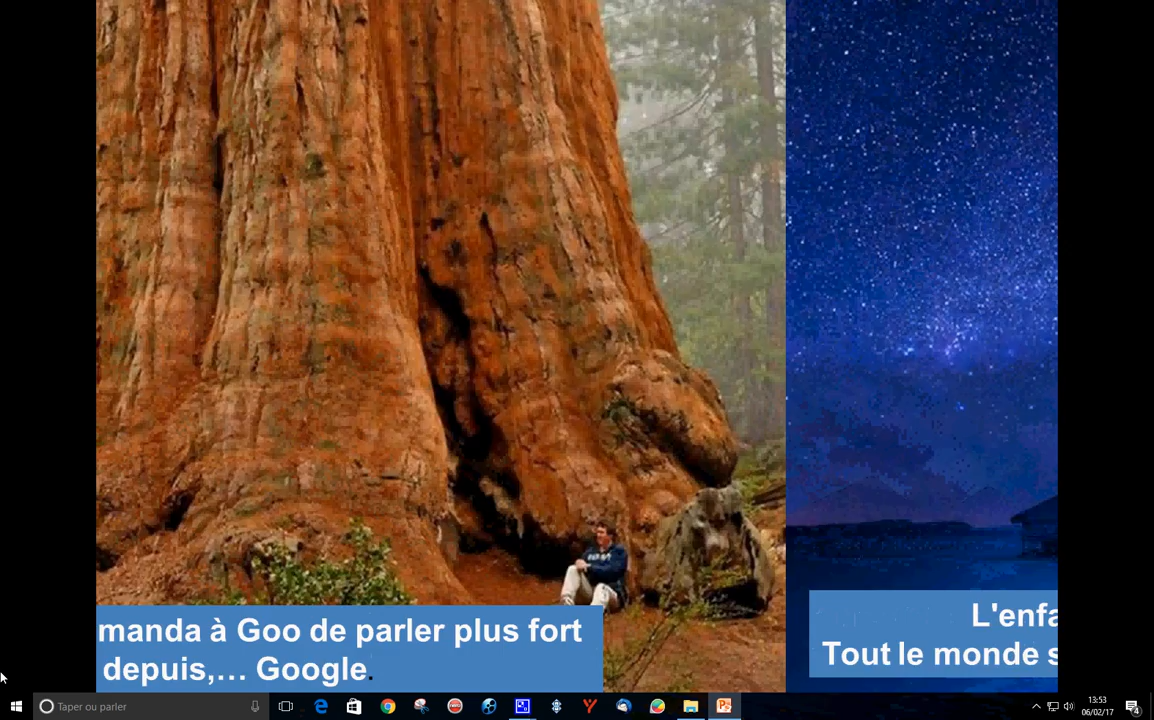 manda à Goo de parler plus fort
depuis,... Google.
L'enfa
Tout le monde s
Taper ou parler
13:53
06/02/17
4